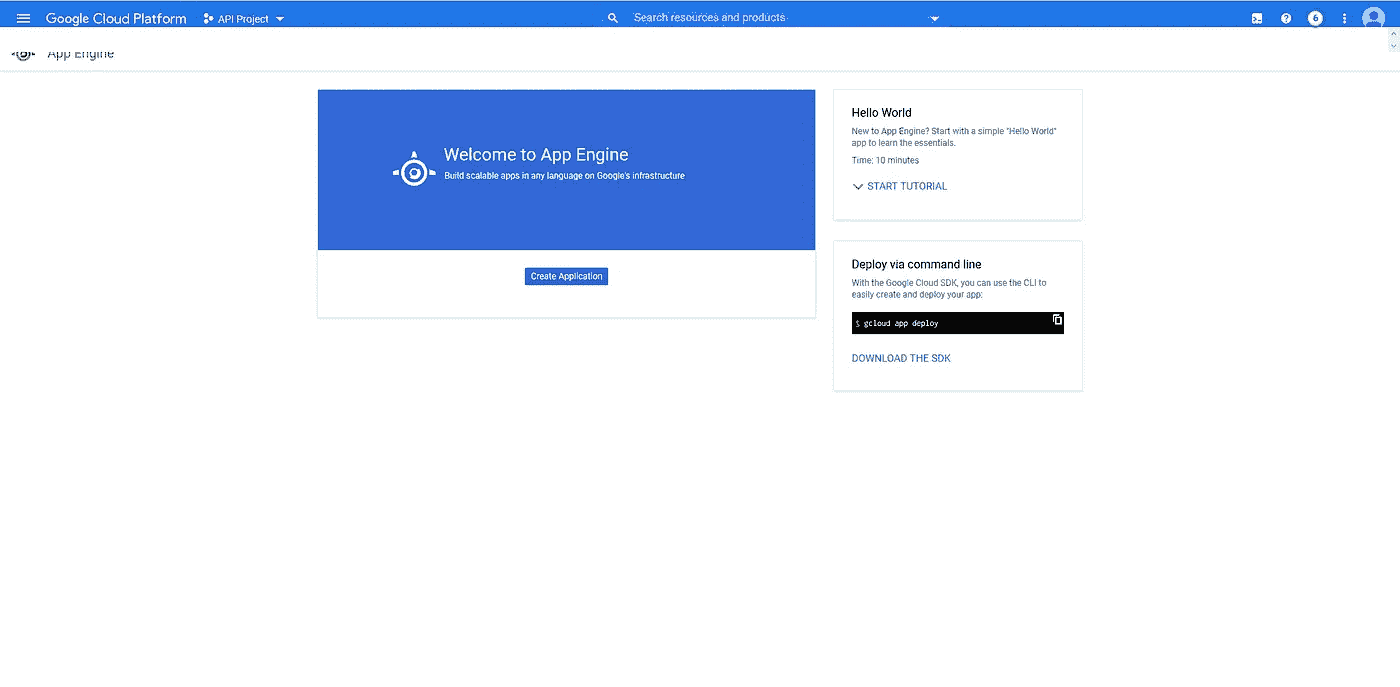 Google Cloud Platform
API Project
Search resources and products
6
App Engine
Welcome to App Engine
Build scalable apps in any language on Google's infrastructure
Create Application
Hello World
New to App Engine? Start with a simple "Hello World"
app to learn the essentials.
Time: 10 minutes
START TUTORIAL
Deploy via command line
With the Google Cloud SDK, you can use the CLI to
easily create and deploy your app:
$ gcloud app deploy
DOWNLOAD THE SDK